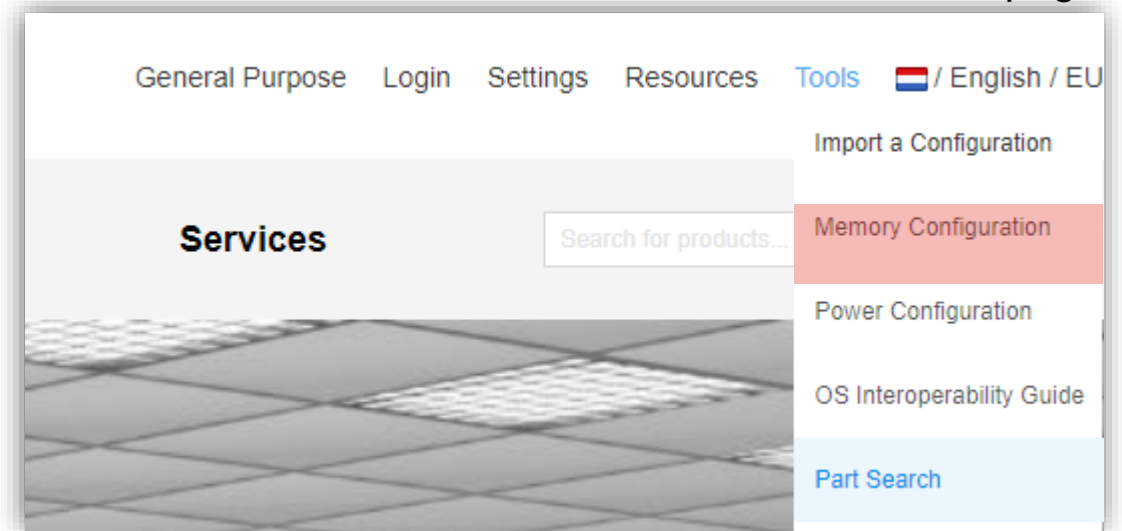 General Purpose Login Settings Resources Tools / English / EU
Import a Configuration
Services
Search for products...
Memory Configuration
Power Configuration
OS Interoperability Guide
Part Search